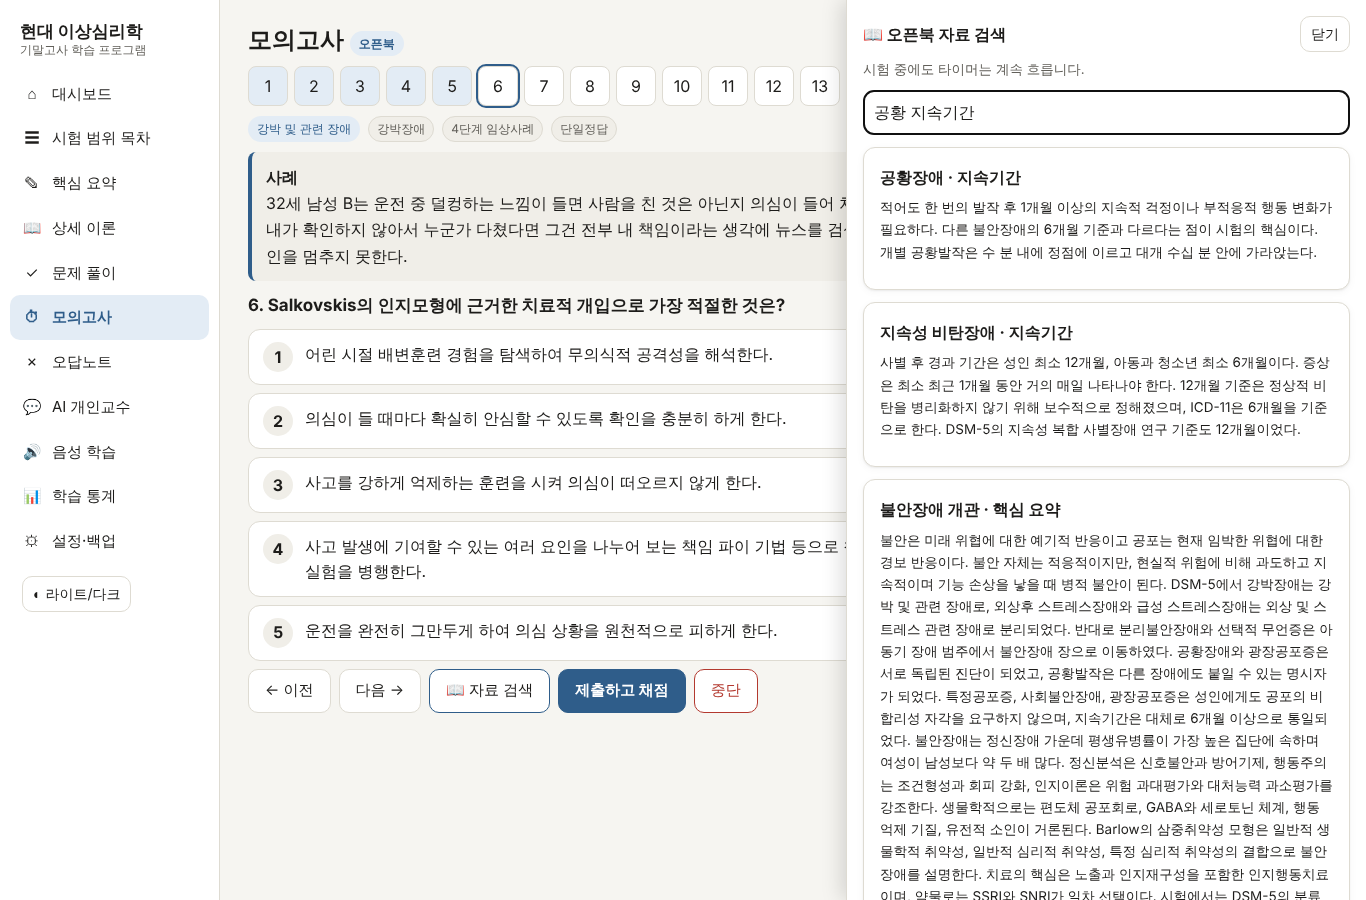 현대 이상심리학
기말고사 학습 프로그램
대시보드
시험 범위 목차
핵심 요약
상세 이론
문제 풀이
모의고사
오답노트
AI 개인교수
음성 학습
학습 통계
설정·백업
라이트/다크
모의고사 오픈북
1 2 3 4 5 6 7 8 9 10 11 12 13
강박 및 관련 장애 강박장애 4단계 임상사례 단일정답
사례
32세 남성 B는 운전 중 덜컹하는 느낌이 들면 사람을 친 것은 아닌지 의심이 들어
내가 확인하지 않아서 누군가 다쳤다면 그건 전부 내 책임이라는 생각에 뉴스를
인을 멈추지 못한다.
6. Salkovskis의 인지모형에 근거한 치료적 개입으로 가장 적절한 것은?
1 어린 시절 배변훈련 경험을 탐색하여 무의식적 공격성을 해석한다.
2 의심이 들 때마다 확실히 안심할 수 있도록 확인을 충분히 하게 한다.
3 사고를 강하게 억제하는 훈련을 시켜 의심이 떠오르지 않게 한다.
4 사고 발생에 기여할 수 있는 여러 요인을 나누어 보는 책임 파이 기법 등으로
실험을 병행한다.
5 운전을 완전히 그만두게 하여 의심 상황을 원천적으로 피하게 한다.
← 이전 다음 → 자료 검색 제출하고 채점 중단
오픈북 자료 검색 닫기
시험 중에도 타이머는 계속 흐릅니다.
공황 지속기간
공황장애 · 지속기간
적어도 한 번의 발작 후 1개월 이상의 지속적 걱정이나 부적응적 행동 변화가
필요하다. 다른 불안장애의 6개월 기준과 다르다는 점이 시험의 핵심이다.
개별 공황발작은 수 분 내에 정점에 이르고 대개 수십 분 안에 가라앉는다.
지속성 비탄장애 · 지속기간
사별 후 경과 기간은 성인 최소 12개월, 아동과 청소년 최소 6개월이다. 증상
은 최소 최근 1개월 동안 거의 매일 나타나야 한다. 12개월 기준은 정상적 비
탄을 병리화하지 않기 위해 보수적으로 정해졌으며, ICD-11은 6개월을 기준
으로 한다. DSM-5의 지속성 복합 사별장애 연구 기준도 12개월이었다.
불안장애 개관 · 핵심 요약
불안은 미래 위협에 대한 예기적 반응이고 공포는 현재 임박한 위협에 대한
경보 반응이다. 불안 자체는 적응적이지만, 현실적 위험에 비해 과도하고 지
속적이며 기능 손상을 낳을 때 병적 불안이 된다. DSM-5에서 강박장애는 강
박 및 관련 장애로, 외상후 스트레스장애와 급성 스트레스장애는 외상 및 스
트레스 관련 장애로 분리되었다. 반대로 분리불안장애와 선택적 무언증은 아
동기 장애 범주에서 불안장애 장으로 이동하였다. 공황장애와 광장공포증은
서로 독립된 진단이 되었고, 공황발작은 다른 장애에도 붙일 수 있는 명시자
가 되었다. 특정공포증, 사회불안장애, 광장공포증은 성인에게도 공포의 비
합리성 자각을 요구하지 않으며, 지속기간은 대체로 6개월 이상으로 통일되
었다. 불안장애는 정신장애 가운데 평생유병률이 가장 높은 집단에 속하며
여성이 남성보다 약 두 배 많다. 정신분석은 신호불안과 방어기제, 행동주의
는 조건형성과 회피 강화, 인지이론은 위험 과대평가와 대처능력 과소평가를
강조한다. 생물학적으로는 편도체 공포회로, GABA와 세로토닌 체계, 행동
억제 기질, 유전적 소인이 거론된다. Barlow의 삼중취약성 모형은 일반적 생
물학적 취약성, 일반적 심리적 취약성, 특정 심리적 취약성의 결합으로 불안
장애를 설명한다. 치료의 핵심은 노출과 인지재구성을 포함한 인지행동치료
이며, 약물로는 SSRI와 SNRI가 일차 선택이다. 시험에서는 DSM-5의 분류